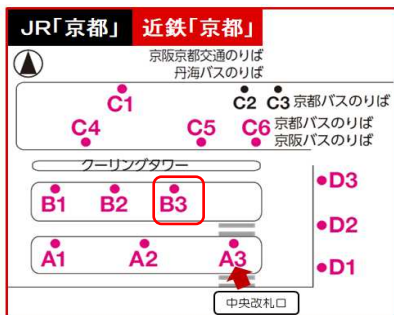 JR「京都」 近鉄「京都」
京阪京都交通のりば
丹海バスのりば
C1
C2 C3 京都バスのりば
C4 C5 C6 京都バスのりば
京阪バスのりば
クーリングタワー
B1 B2 B3
D3
D2
A1 A2 A3
D1
中央改札口